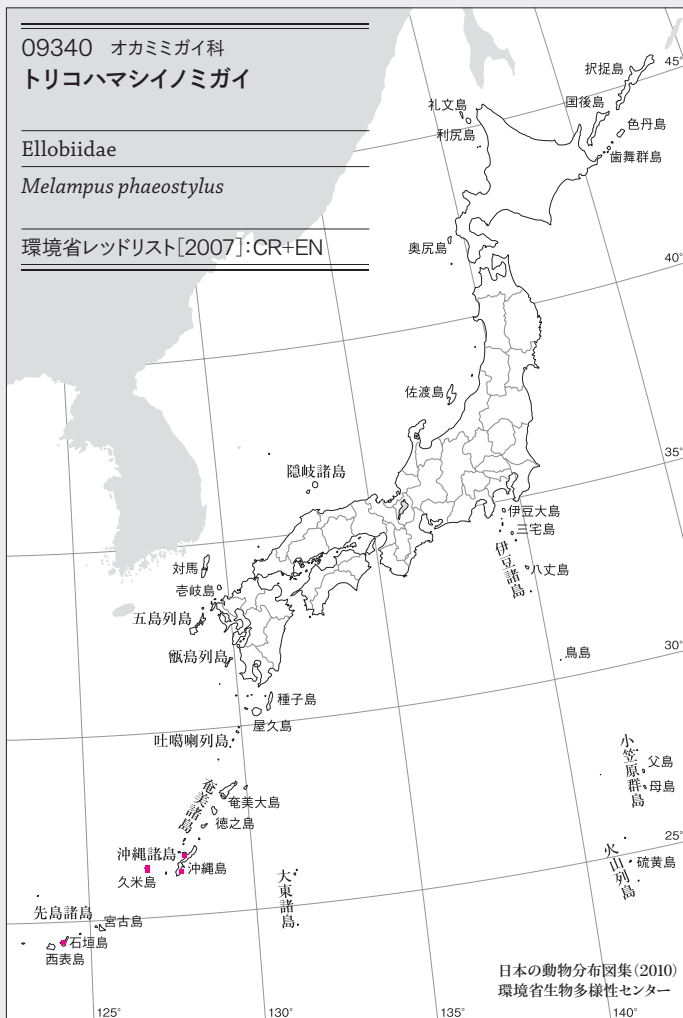 09340 オカミミガイ科
トリコハマシイノミガイ
Ellobiidae
Melampus phaeostylus
環境省レッドリスト[2007]:CR+EN
45°
択捉島
国後島
礼文島
色丹島
利尻島
歯舞群島
奥尻島
40°
佐渡島
35°
隠岐諸島
伊豆大島
三宅島
伊豆諸島
八丈島
対馬
壱岐島
五島列島
甑島列島
鳥島
30°
種子島
屋久島
吐噶喇列島
小笠原群島
父島
母島
奄美諸島
奄美大島
徳之島
25°
沖縄諸島
沖縄島
久米島
大東諸島
火山列島
硫黄島
先島諸島
宮古島
石垣島
西表島
日本の動物分布図集(2010)
環境省生物多様性センター
125°
130°
135°
140°